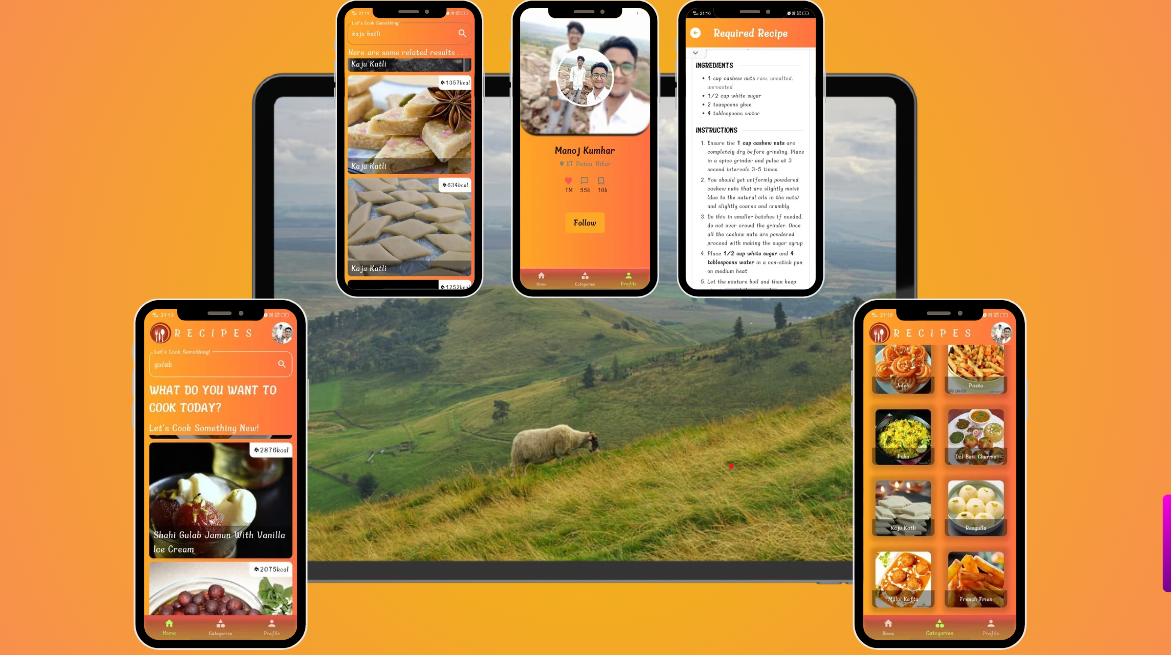 Let's Cook Something!
kaju katli
Here are some related results . . .
Kaju Katli
1357kcal
Kaju Katli
634kcal
Kaju Katli
1252kcal
Manoj Kumhar
IIT Patna Bihar
1M 55k 10k
Follow
Home Categories Profile
21:10
Required Recipe
INGREDIENTS
• 1 cup cashew nuts raw, unsalted,
unroasted
• 1/2 cup white sugar
• 2 teaspoons ghee
• 4 tablespoons water
INSTRUCTIONS
1. Ensure the 1 cup cashew nuts are
completely dry before grinding. Place
in a spice grinder and pulse at 3
second intervals 3-5 times.
2. You should get uniformly powdered
cashew nut that are slightly moist
(due to the natural oils in the nuts)
and slightly coarse and crumbly
3. Do this in smaller batches if needed,
do not over crowd the grinder. Once
all the cashew nuts are powdered
proceed with making the sugar syrup
4. Place 1/2 cup white sugar and 4
tablespoons water in a non-stick pan
on medium heat
5. Let the mixture boil and then keep
RECIPES
Let's Cook Something!
gulab
WHAT DO YOU WANT TO
COOK TODAY?
Let's Cook Something New!
2876kcal
Shahi Gulab Jamun With Vanilla
Ice Cream
2075kcal
Home Categories Profile
RECIPES
Pasta
Kaju Katli
Malai Kofta French Fries
Home Categories Profile